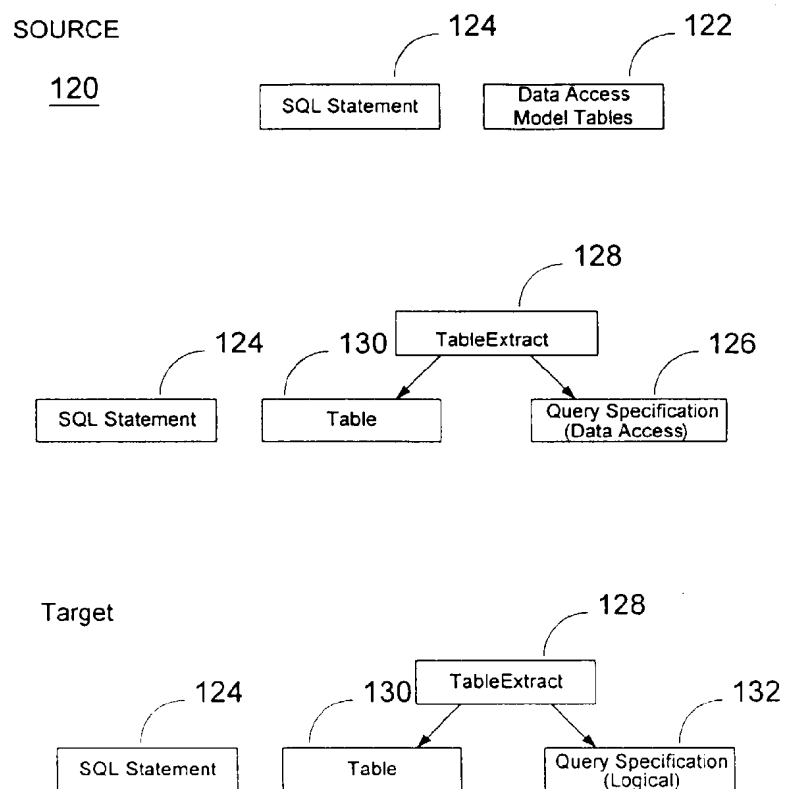 SOURCE
120
124
122
SQL Statement
Data Access
Model Tables
128
TableExtract
124
130
126
SQL Statement
Table
Query Specification
(Data Access)
Target
128
TableExtract
124
130
132
SQL Statement
Table
Query Specification
(Logical)